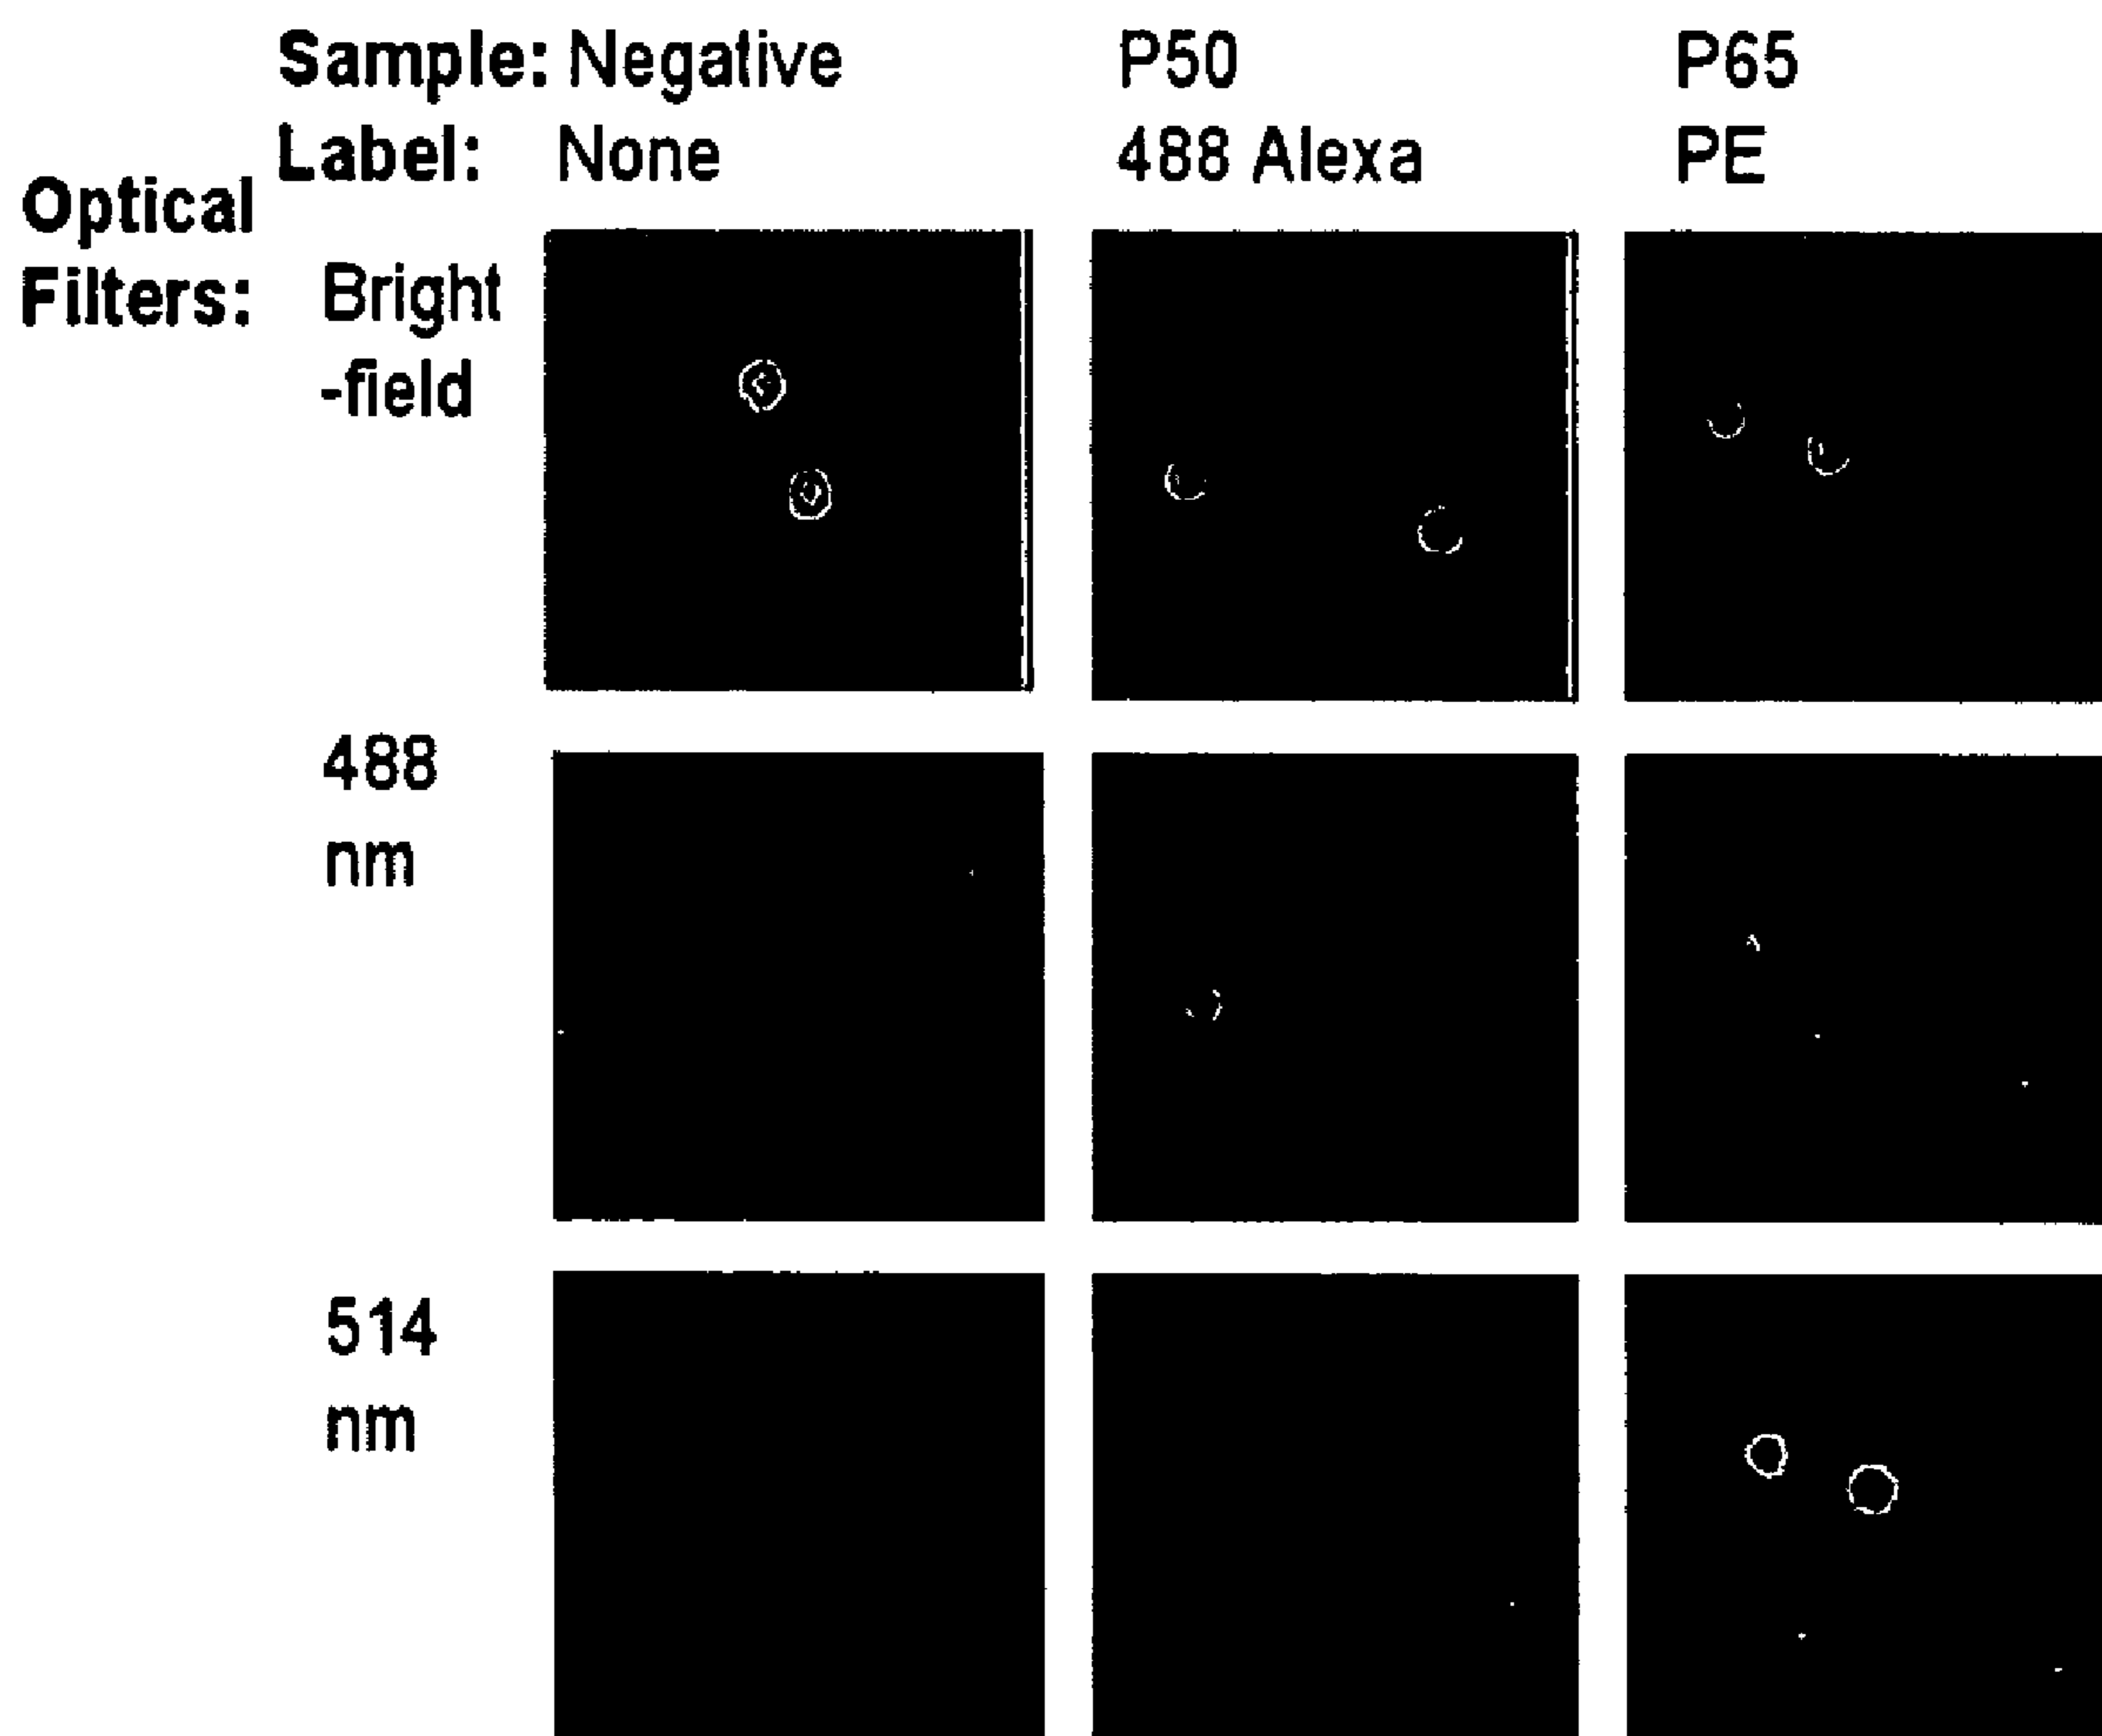 Sample: Negative P50 P65
Label: None 488 Alexa PE
Optical
Filters: Bright
-field
488
nm
514
nm